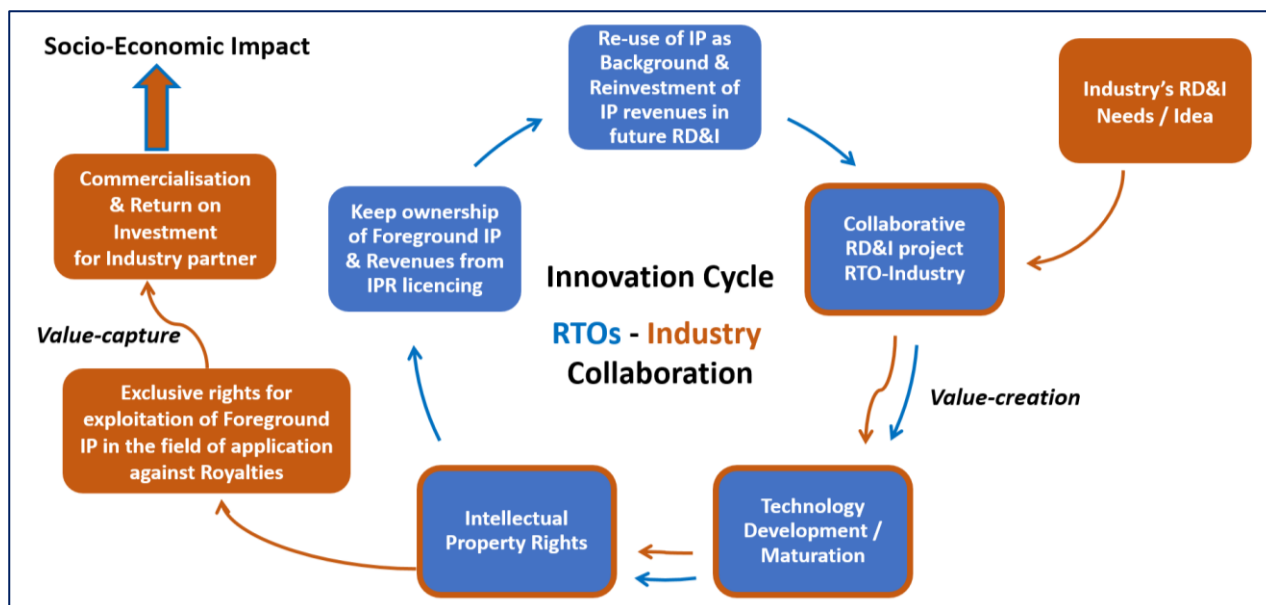 Socio-Economic Impact
Re-use of IP as
Background &
Reinvestment of
IP revenues in
future RD&I
Industry’s RD&I
Needs / Idea
Commercialisation
& Return on
Investment
for Industry partner
Keep ownership
of Foreground IP
& Revenues from
IPR licencing
Collaborative
RD&I project
RTO-Industry
Innovation Cycle
RTOs - Industry
Collaboration
Value-capture
Value-creation
Exclusive rights for
exploitation of Foreground
IP in the field of application
against Royalties
Intellectual
Property Rights
Technology
Development /
Maturation